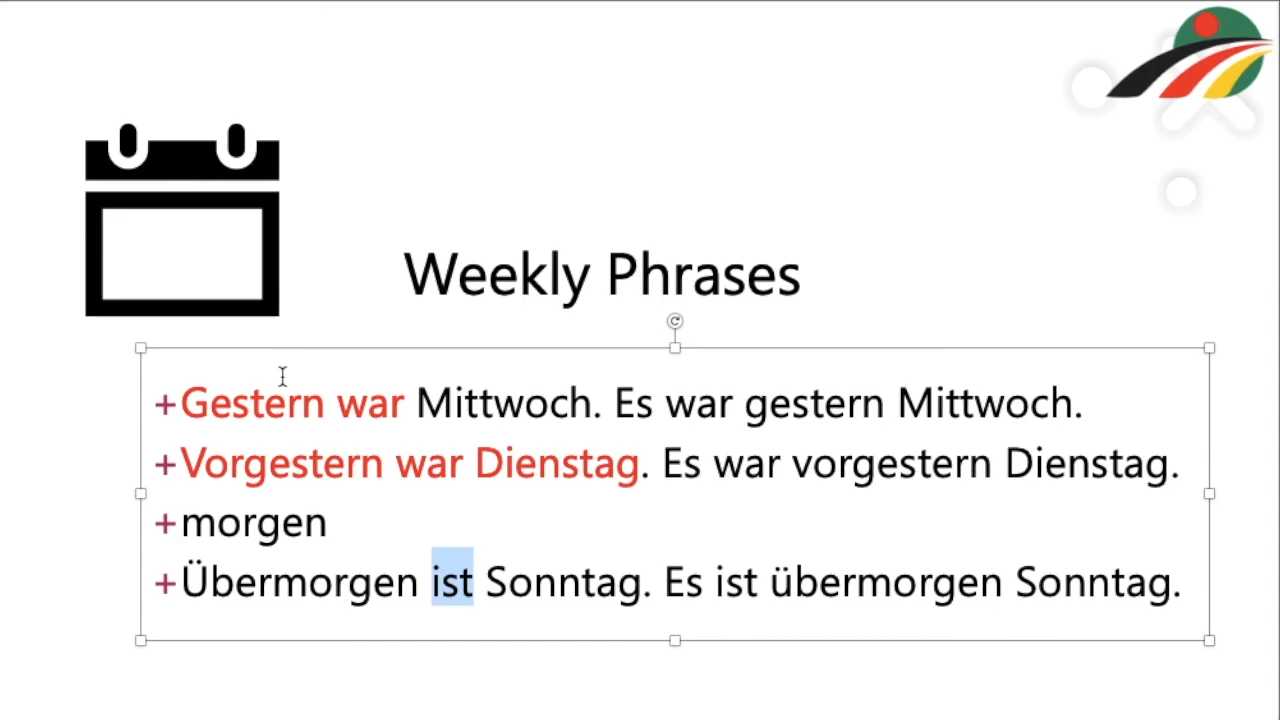 Weekly Phrases
+Gestern war Mittwoch. Es war gestern Mittwoch.
+Vorgestern war Dienstag. Es war vorgestern Dienstag.
+morgen
+Übermorgen ist Sonntag. Es ist übermorgen Sonntag.